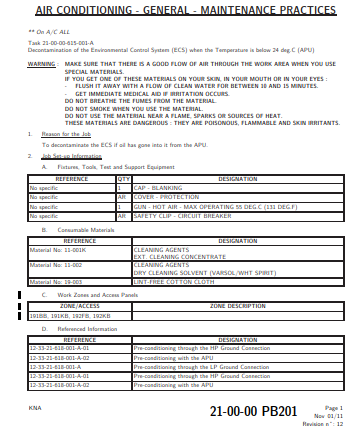 AIR CONDITIONING - GENERAL - MAINTENANCE PRACTICES
** On A/C ALL
Task 21-00-00-615-001-A
Decontamination of the Environmental Control System (ECS) when the Temperature is below 24 deg.C (APU)
WARNING : MAKE SURE THAT THERE IS A GOOD FLOW OF AIR THROUGH THE WORK AREA WHEN YOU USE
SPECIAL MATERIALS.
IF YOU GET ONE OF THESE MATERIALS ON YOUR SKIN, IN YOUR MOUTH OR IN YOUR EYES :
- FLUSH IT AWAY WITH A FLOW OF CLEAN WATER FOR BETWEEN 10 AND 15 MINUTES.
- GET IMMEDIATE MEDICAL AID IF IRRITATION OCCURS.
DO NOT BREATHE THE FUMES FROM THE MATERIAL.
DO NOT SMOKE WHEN YOU USE THE MATERIAL.
DO NOT USE THE MATERIAL NEAR A FLAME, SPARKS OR SOURCES OF HEAT.
THESE MATERIALS ARE DANGEROUS : THEY ARE POISONOUS, FLAMMABLE AND SKIN IRRITANTS.
1. Reason for the Job
To decontaminate the ECS if oil has gone into it from the APU
2. Job Set-up Information
A. Fixtures, Tools, Test and Support Equipment
REFERENCE QTY DESIGNATION
No specific 1 CAP - BLANKING
No specific AR COVER - PROTECTION
No specific 1 GUN - HOT AIR - MAX OPERATING 55 DEG.C (131 DEG.F)
No specific AR SAFETY CLIP - CIRCUIT BREAKER
B. Consumable Materials
REFERENCE DESIGNATION
Material No: 11-001K CLEANING AGENTS
EXT. CLEANING CONCENTRATE
Material No: 11-002 CLEANING AGENTS
DRY CLEANING SOLVENT (VARSOL/WHT SPIRIT)
Material No: 19-003 LINT-FREE COTTON CLOTH
C. Work Zones and Access Panels
ZONE/ACCESS ZONE DESCRIPTION
191BB, 191KB, 192FB, 192KB
D. Referenced Information
REFERENCE DESIGNATION
12-33-21-618-001-A-01 Pre-conditioning through the HP Ground Connection
12-33-21-618-001-A-02 Pre-conditioning with the APU
12-33-21-618-001-A Pre-conditioning through the LP Ground Connection
12-33-21-618-001-A-01 Pre-conditioning through the HP Ground Connection
12-33-21-618-001-A-02 Pre-conditioning with the APU
KNA 21-00-00 PB201 Page 1
Nov 01/11
Revision n°: 12